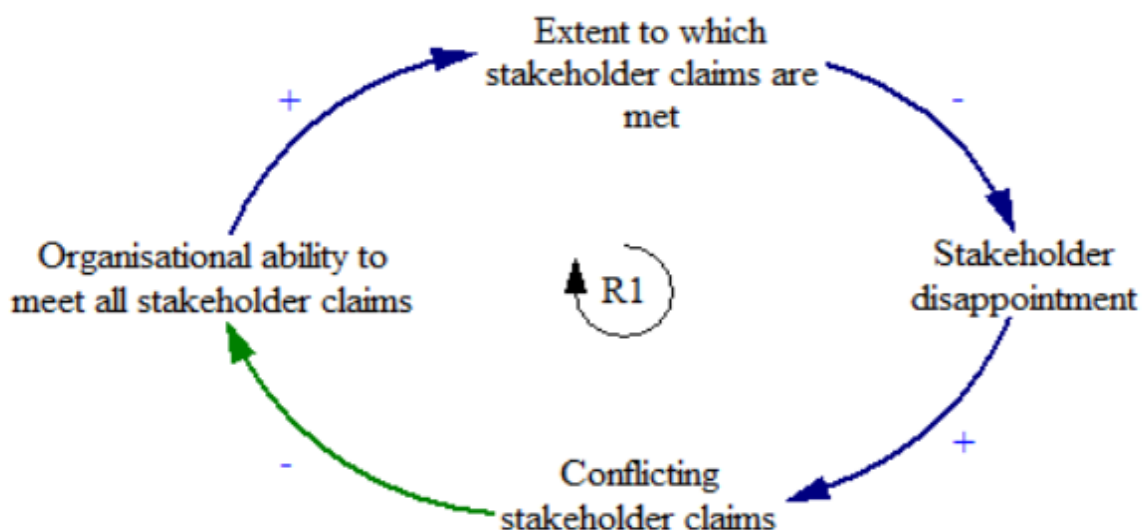 Extent to which
stakeholder claims are
met
+
-
Organisational ability to
meet all stakeholder claims
R1
Stakeholder
disappointment
-
+
Conflicting
stakeholder claims